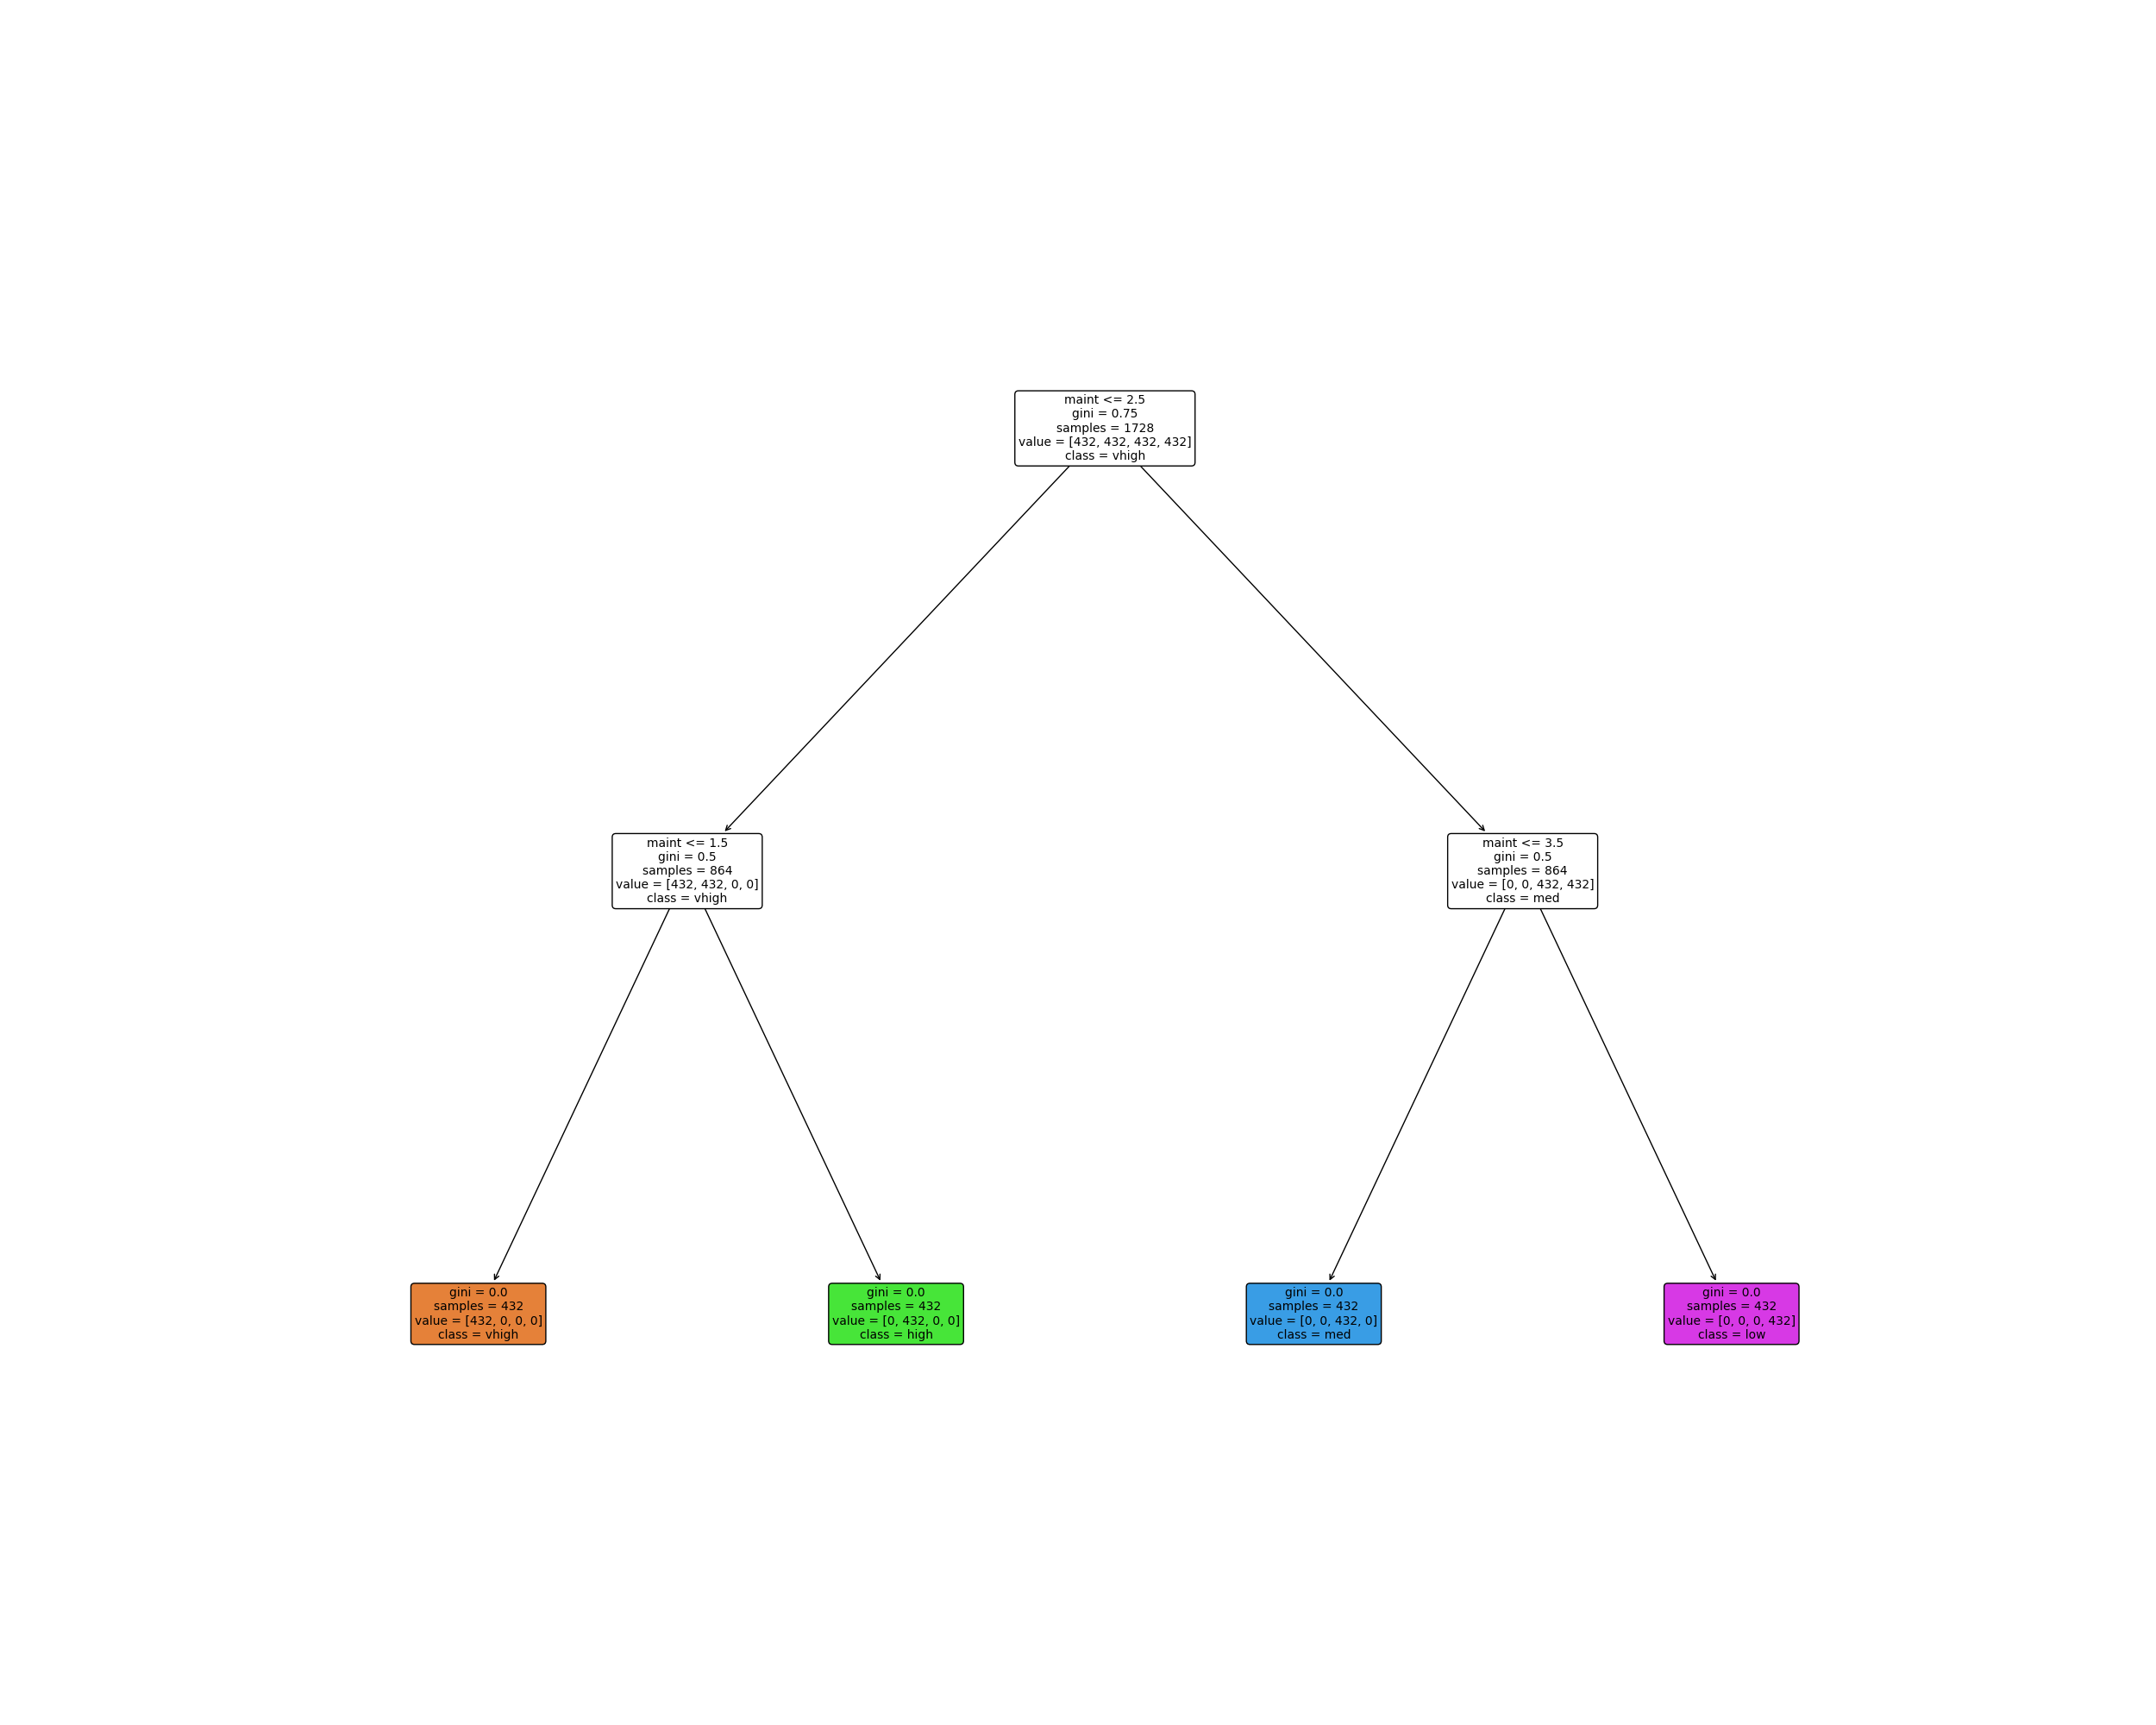 maint <= 2.5
gini = 0.75
samples = 1728
value = [432, 432, 432, 432]
class = vhigh
maint <= 1.5
gini = 0.5
samples = 864
value = [432, 432, 0, 0]
class = vhigh
maint <= 3.5
gini = 0.5
samples = 864
value = [0, 0, 432, 432]
class = med
gini = 0.0
samples = 432
value = [432, 0, 0, 0]
class = vhigh
gini = 0.0
samples = 432
value = [0, 432, 0, 0]
class = high
gini = 0.0
samples = 432
value = [0, 0, 432, 0]
class = med
gini = 0.0
samples = 432
value = [0, 0, 0, 432]
class = low